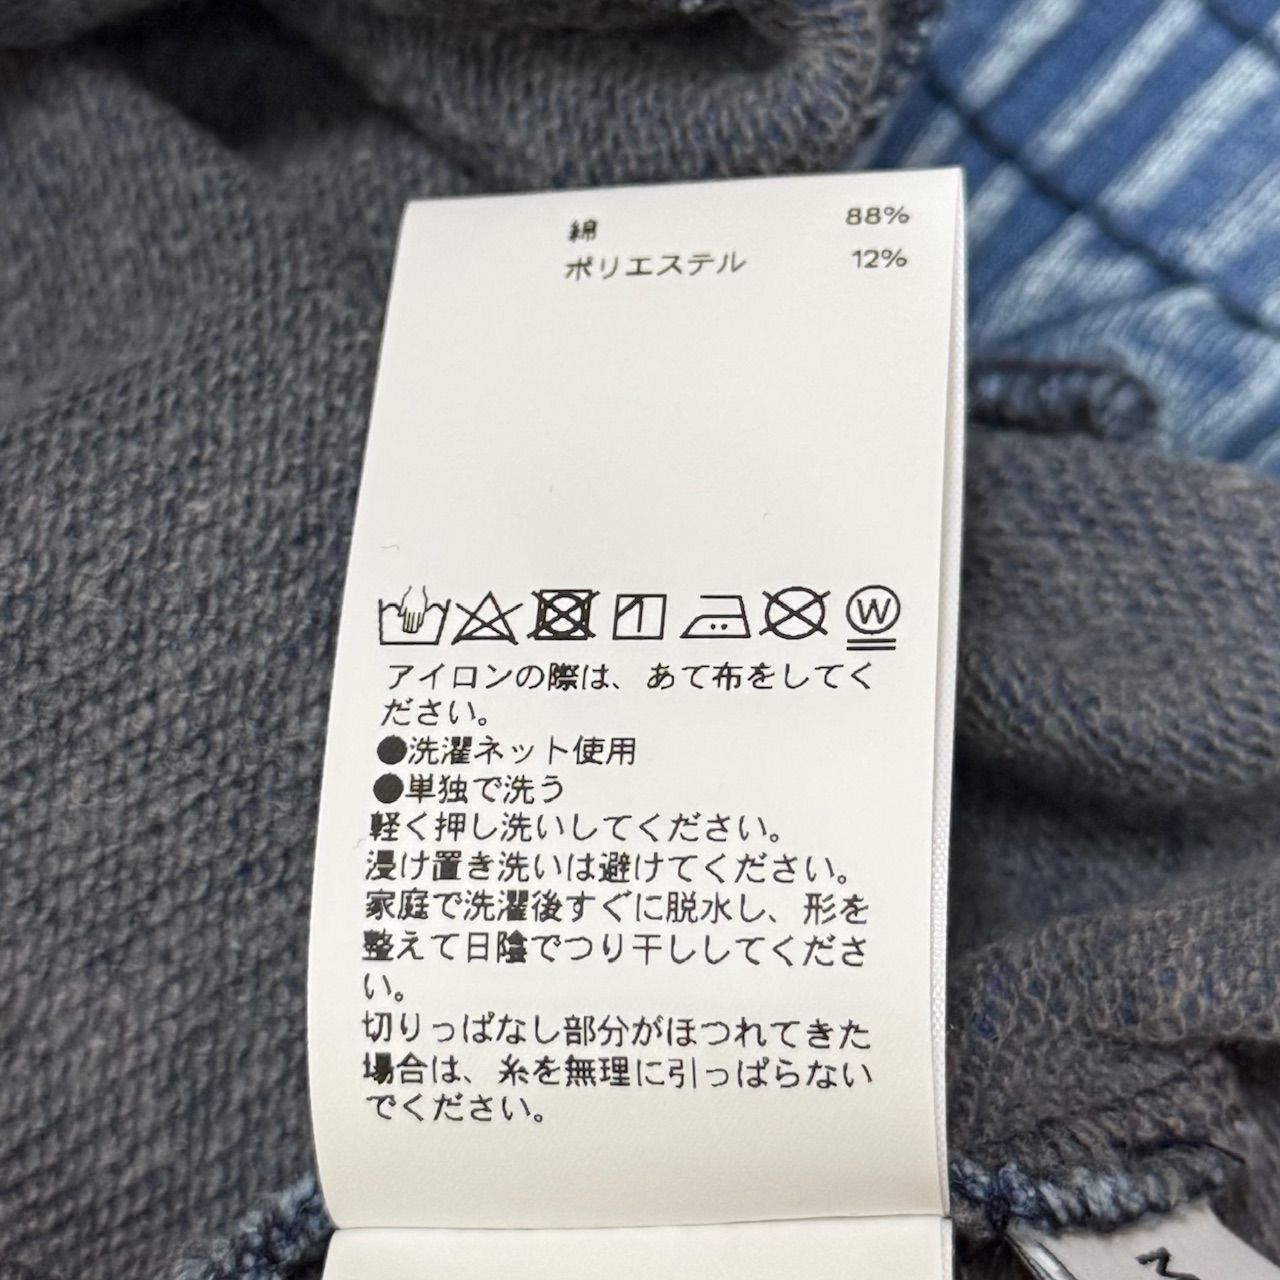 綿 88%
ポリエステル 12%
W
アイロンの際は、あて布をしてく
ださい。
●洗濯ネット使用
●単独で洗う
軽く押し洗いしてください。
浸け置き洗いは避けてください。
家庭で洗濯後すぐに脱水し、形を
整えて日陰でつり干ししてくださ
い。
切りっぱなし部分がほつれてきた
場合は、糸を無理に引っぱらない
でください。
3